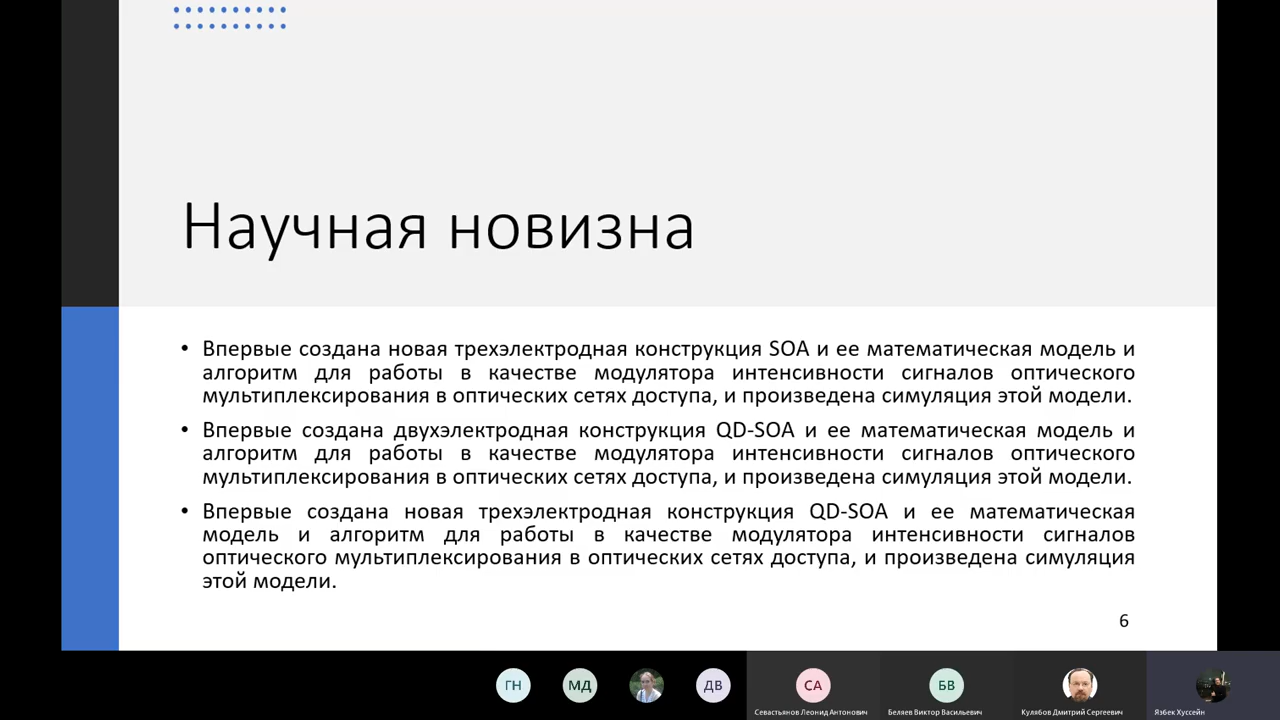 Научная новизна
• Впервые создана новая трехэлектродная конструкция SOA и ее математическая модель и
алгоритм для работы в качестве модулятора интенсивности сигналов оптического
мультиплексирования в оптических сетях доступа, и произведена симуляция этой модели.
• Впервые создана двухэлектродная конструкция QD-SOA и ее математическая модель и
алгоритм для работы в качестве модулятора интенсивности сигналов оптического
мультиплексирования в оптических сетях доступа, и произведена симуляция этой модели.
• Впервые создана новая трехэлектродная конструкция QD-SOA и ее математическая
модель и алгоритм для работы в качестве модулятора интенсивности сигналов
оптического мультиплексирования в оптических сетях доступа, и произведена симуляция
этой модели.
6
ГН МД ДВ СА БВ
Севастьянов Леонид Антонович Беляев Виктор Васильевич Кулябов Дмитрий Сергеевич Язбек Хуссейн